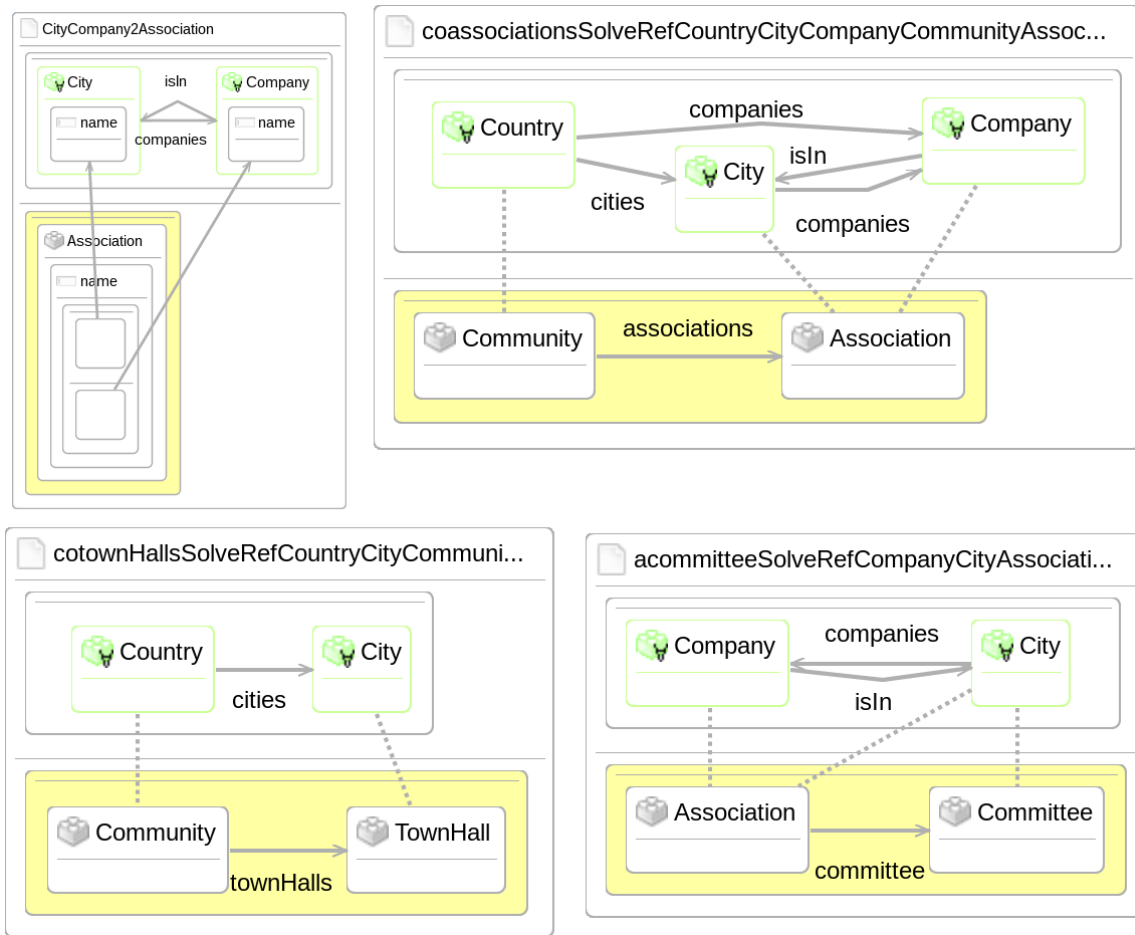 CityCompany2Association
City
isIn
Company
name
name
companies
Association
name
coassociationsSolveRefCountryCityCompanyCommunityAssoc...
Country
companies
Company
City
isIn
cities
companies
Community
associations
Association
cotownHallsSolveRefCountryCityCommuni...
Country
City
cities
Community
TownHall
townHalls
acommitteeSolveRefCompanyCityAssociati...
Company
companies
City
isIn
Association
Committee
committee